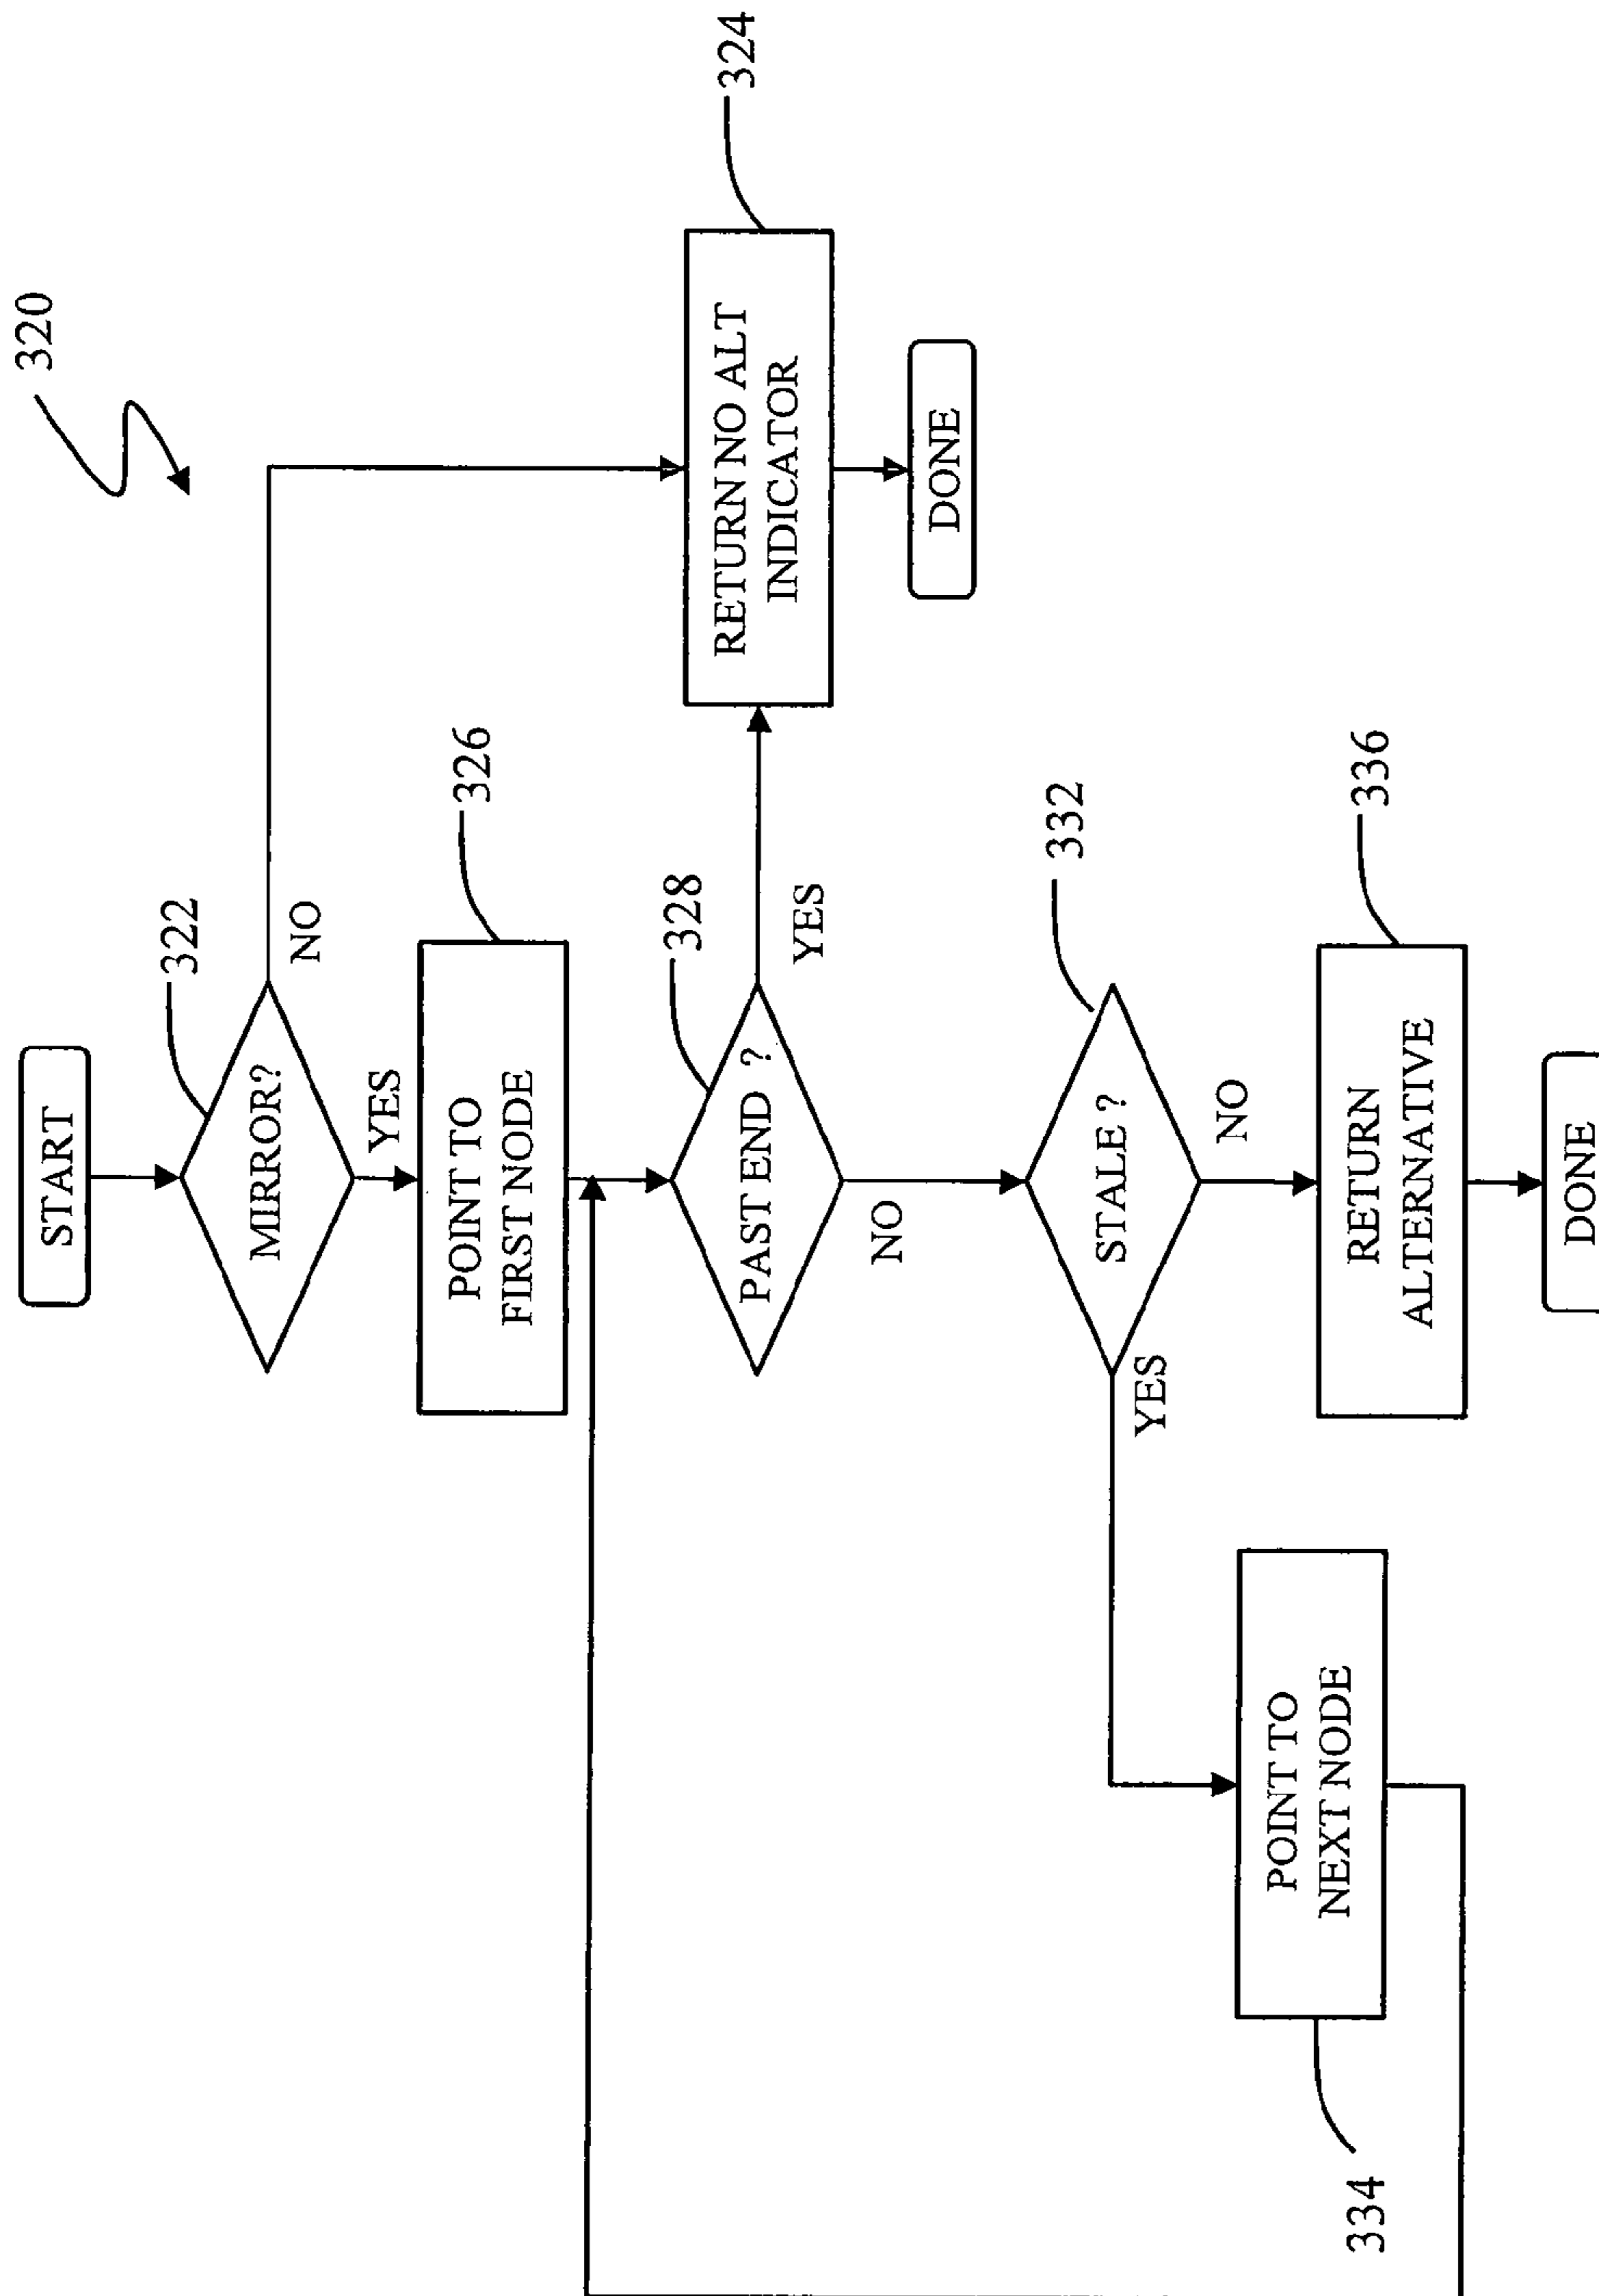 320
START
322
MIRROR?
NO
YES
326
POINT TO
FIRST NODE
328
PAST END ?
YES
324
RETURN NO ALT
INDICATOR
DONE
NO
332
STALE ?
YES
NO
334
POINT TO
NEXT NODE
336
RETURN
ALTERNATIVE
DONE